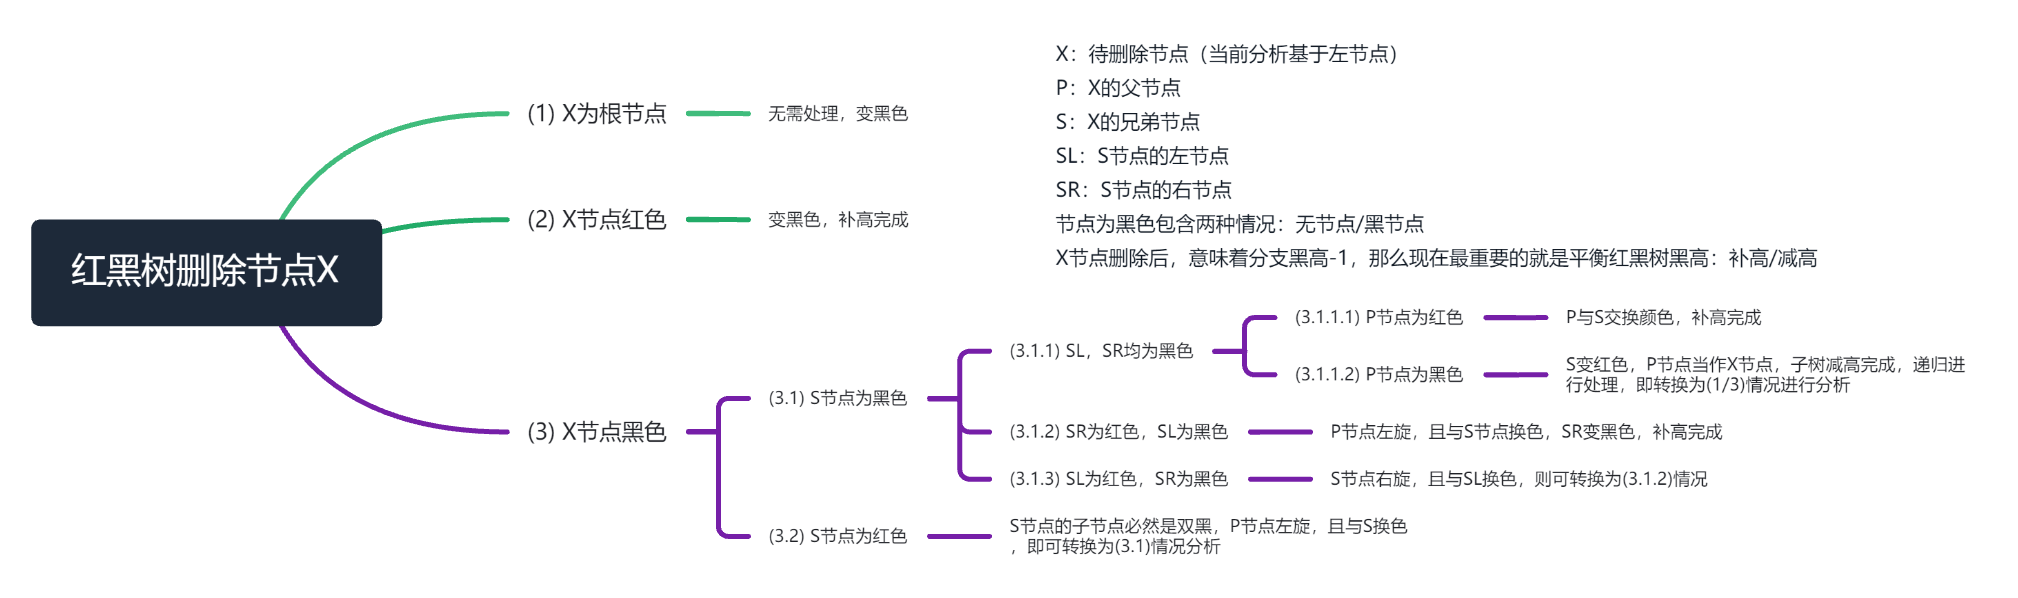 X：待删除节点（当前分析基于左节点）
P：X的父节点
S：X的兄弟节点
SL：S节点的左节点
SR：S节点的右节点
节点为黑色包含两种情况：无节点/黑节点
X节点删除后，意味着分支黑高-1，那么现在最重要的就是平衡红黑树黑高：补高/减高
红黑树删除节点X
(1) X为根节点
无需处理，变黑色
(2) X节点红色
变黑色，补高完成
(3) X节点黑色
(3.1) S节点为黑色
(3.1.1) SL，SR均为黑色
(3.1.1.1) P节点为红色
P与S交换颜色，补高完成
(3.1.1.2) P节点为黑色
S变红色，P节点当作X节点，子树减高完成，递归进
行处理，即转换为(1/3)情况进行分析
(3.1.2) SR为红色，SL为黑色
P节点左旋，且与S节点换色，SR变黑色，补高完成
(3.1.3) SL为红色，SR为黑色
S节点右旋，且与SL换色，则可转换为(3.1.2)情况
(3.2) S节点为红色
S节点的子节点必然是双黑，P节点左旋，且与S换色
，即可转换为(3.1)情况分析